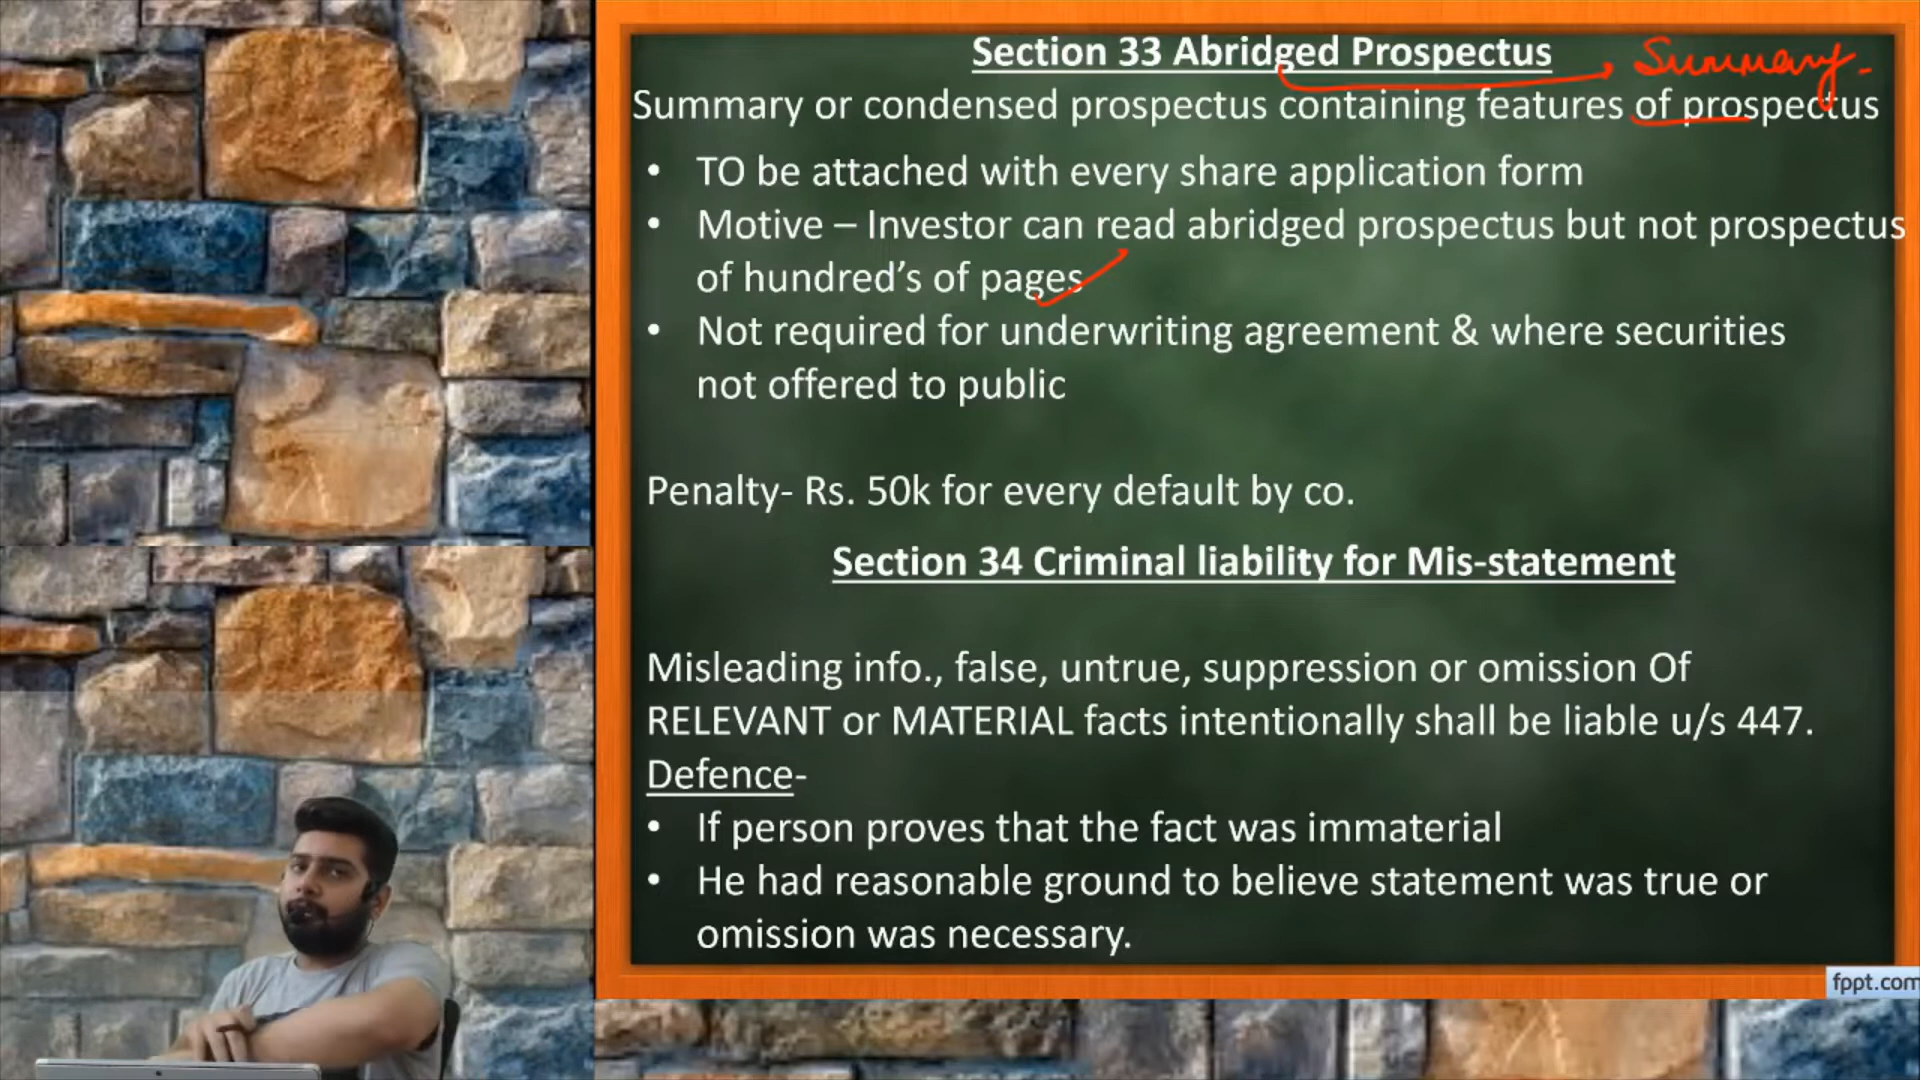 Section 33 Abridged Prospectus Summary.
Summary or condensed prospectus containing features of prospectus
• TO be attached with every share application form
• Motive – Investor can read abridged prospectus but not prospectus
of hundred's of pages
• Not required for underwriting agreement & where securities
not offered to public
Penalty- Rs. 50k for every default by co.
Section 34 Criminal liability for Mis-statement
Misleading info., false, untrue, suppression or omission Of
RELEVANT or MATERIAL facts intentionally shall be liable u/s 447.
Defence-
• If person proves that the fact was immaterial
• He had reasonable ground to believe statement was true or
omission was necessary.
fppt.com